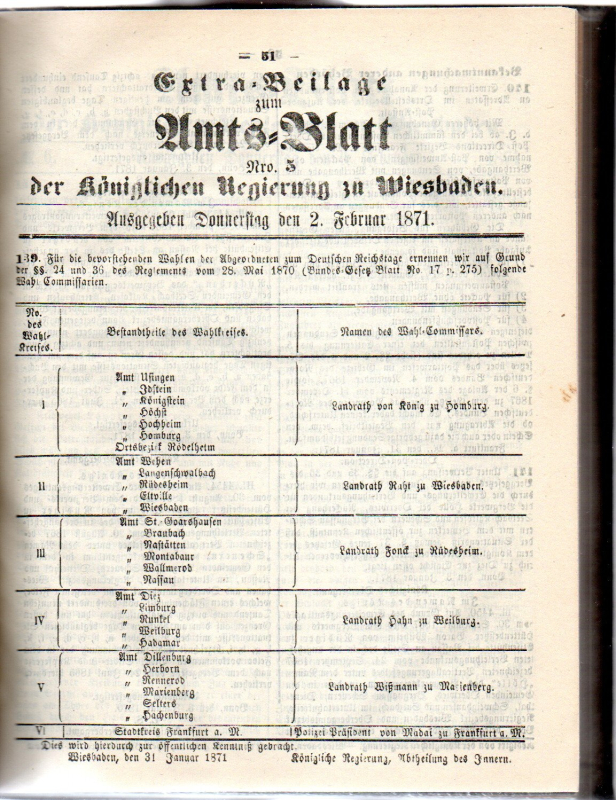 = 51 —
Extra-Beilage
zum
Amts-Blatt
Nro. 5
der Königlichen Regierung zu Wiesbaden.
Ausgegeben Donnerstag den 2. Februar 1871.
139. Für die bevorstehenden Wahlen der Abgeordneten zum Deutschen Reichstage ernennen wir auf Grund
der §§. 24 und 36 des Reglements vom 28. Mai 1870 (Bundes-Gesetz Blatt No 17 p. 275) folgende
Wahl Commissarien.
No.
des
Wahl-
kreises.
Bestandtheile des Wahlkreises.
Namen des Wahl-Commissars.
I
Amt Usingen
„ Idstein
„ Königstein
„ Höchst
„ Hochheim
„ Homburg
Ortsbezirk Rödelheim
Landrath von König zu Homburg.
II
Amt Wehen
„ Langenschwalbach
„ Rüdesheim
„ Eltville
„ Wiesbaden
Landrath Raht zu Wiesbaden.
III
Amt St. Goarshausen
„ Braubach
„ Nastätten
„ Montabaur
„ Wallmerod
„ Nassau
Landrath Fonck zu Rüdesheim.
IV
Amt Diez
„ Limburg
„ Runkel
„ Weilburg
„ Hadamar
Landrath Hahn zu Weilburg.
V
Amt Dillenburg
„ Herborn
„ Rennerod
„ Marienberg
„ Selters
„ Hachenburg
Landrath Wißmann zu Marienberg.
VI
Stadtkreis Frankfurt a. M.
Polizei Präsident von Madai zu Frankfurt a. M.
Dies wird hierdurch zur öffentlichen Kenntniß gebracht.
Wiesbaden, den 31 Januar 1871
Königliche Regierung, Abtheilung des Innern.